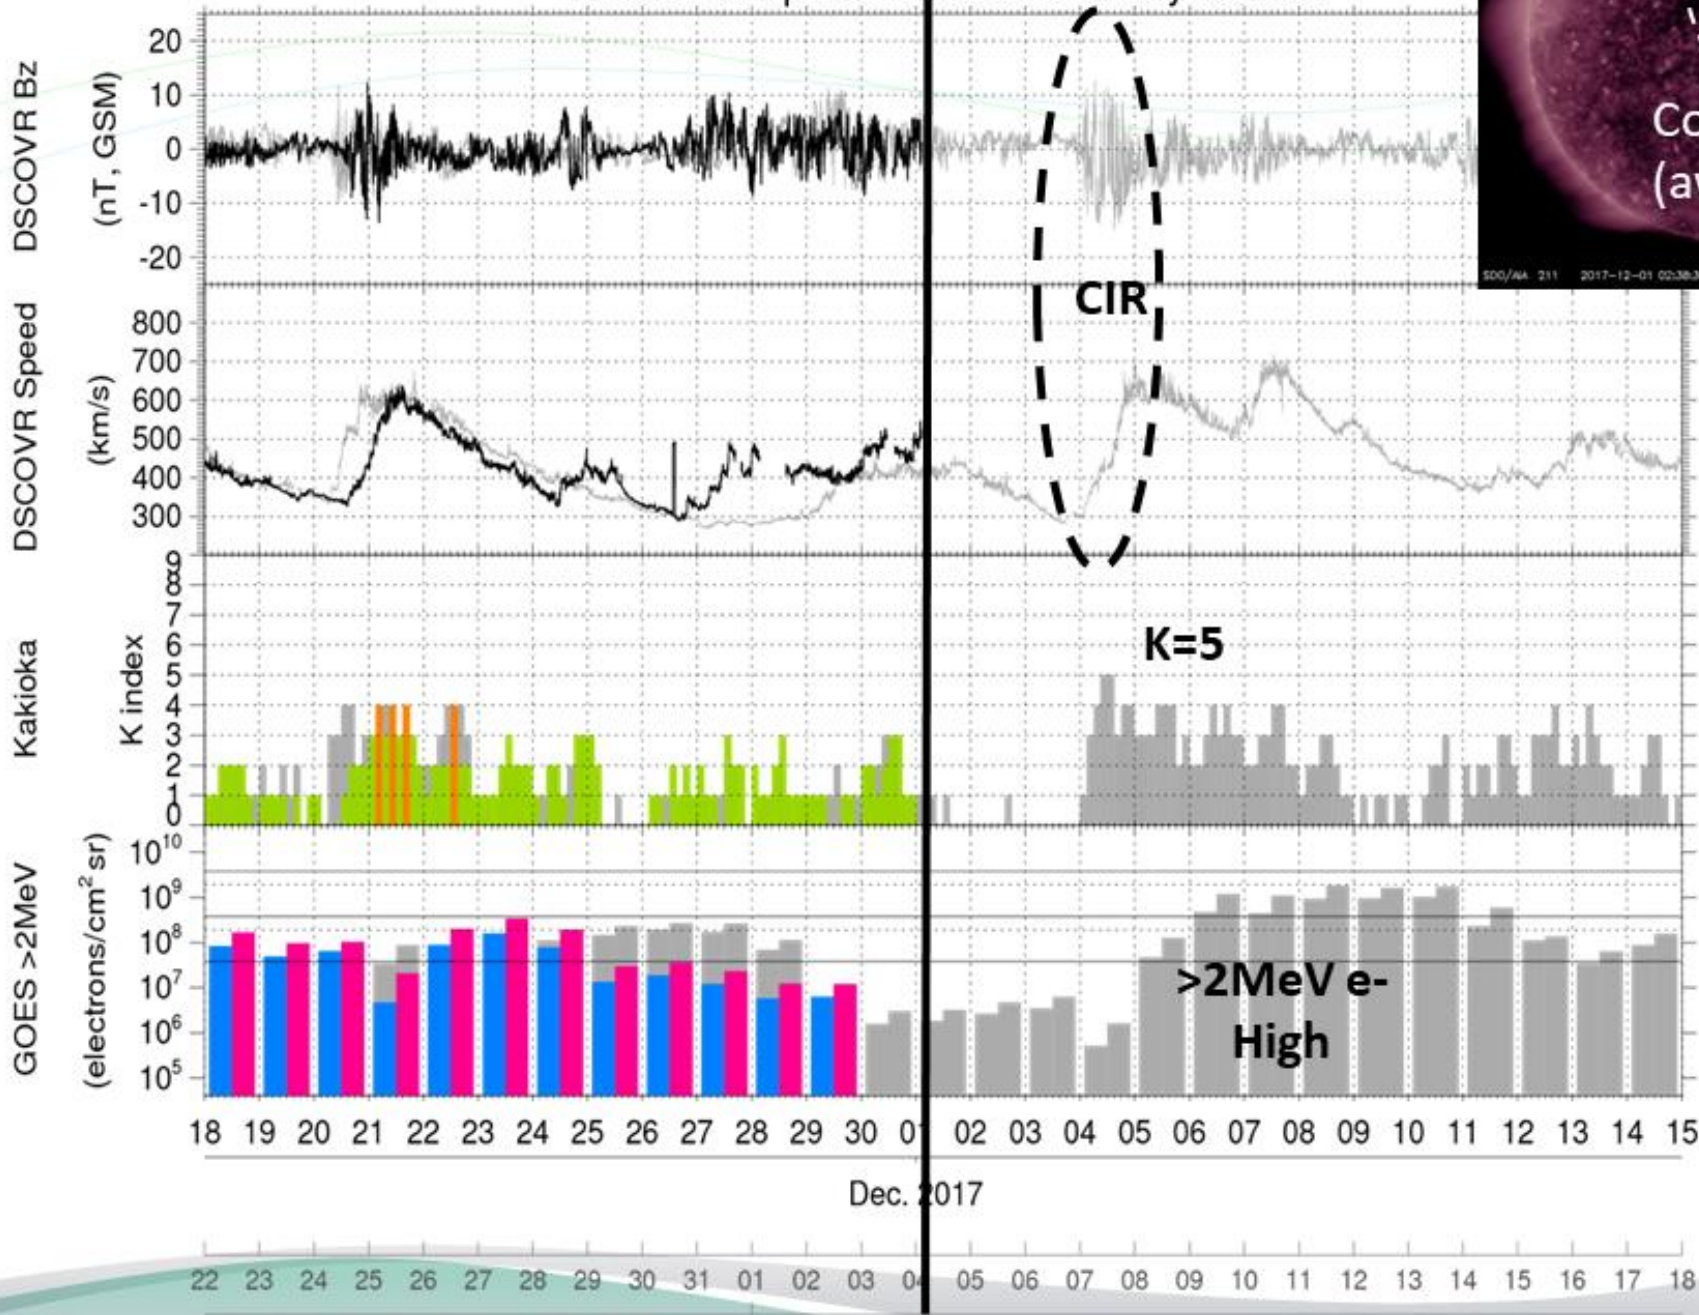 DSCOVR Bz
(nT, GSM)
20
10
0
-10
-20
DSCOVR Speed
(km/s)
800
700
600
500
400
300
CIR
Kakioka
K index
9
8
7
6
5
4
3
2
1
0
K=5
GOES >2MeV
(electrons/cm² sr)
10¹⁰
10⁹
10⁸
10⁷
10⁶
10⁵
>2MeV e-
High
18 19 20 21 22 23 24 25 26 27 28 29 30 01 02 03 04 05 06 07 08 09 10 11 12 13 14 15
Dec. 2017
22 23 24 25 26 27 28 29 30 01 02 03 04 05 06 07 08 09 10 11 12 13 14 15 16 17 18
SDO/AIA 211 2017-12-01